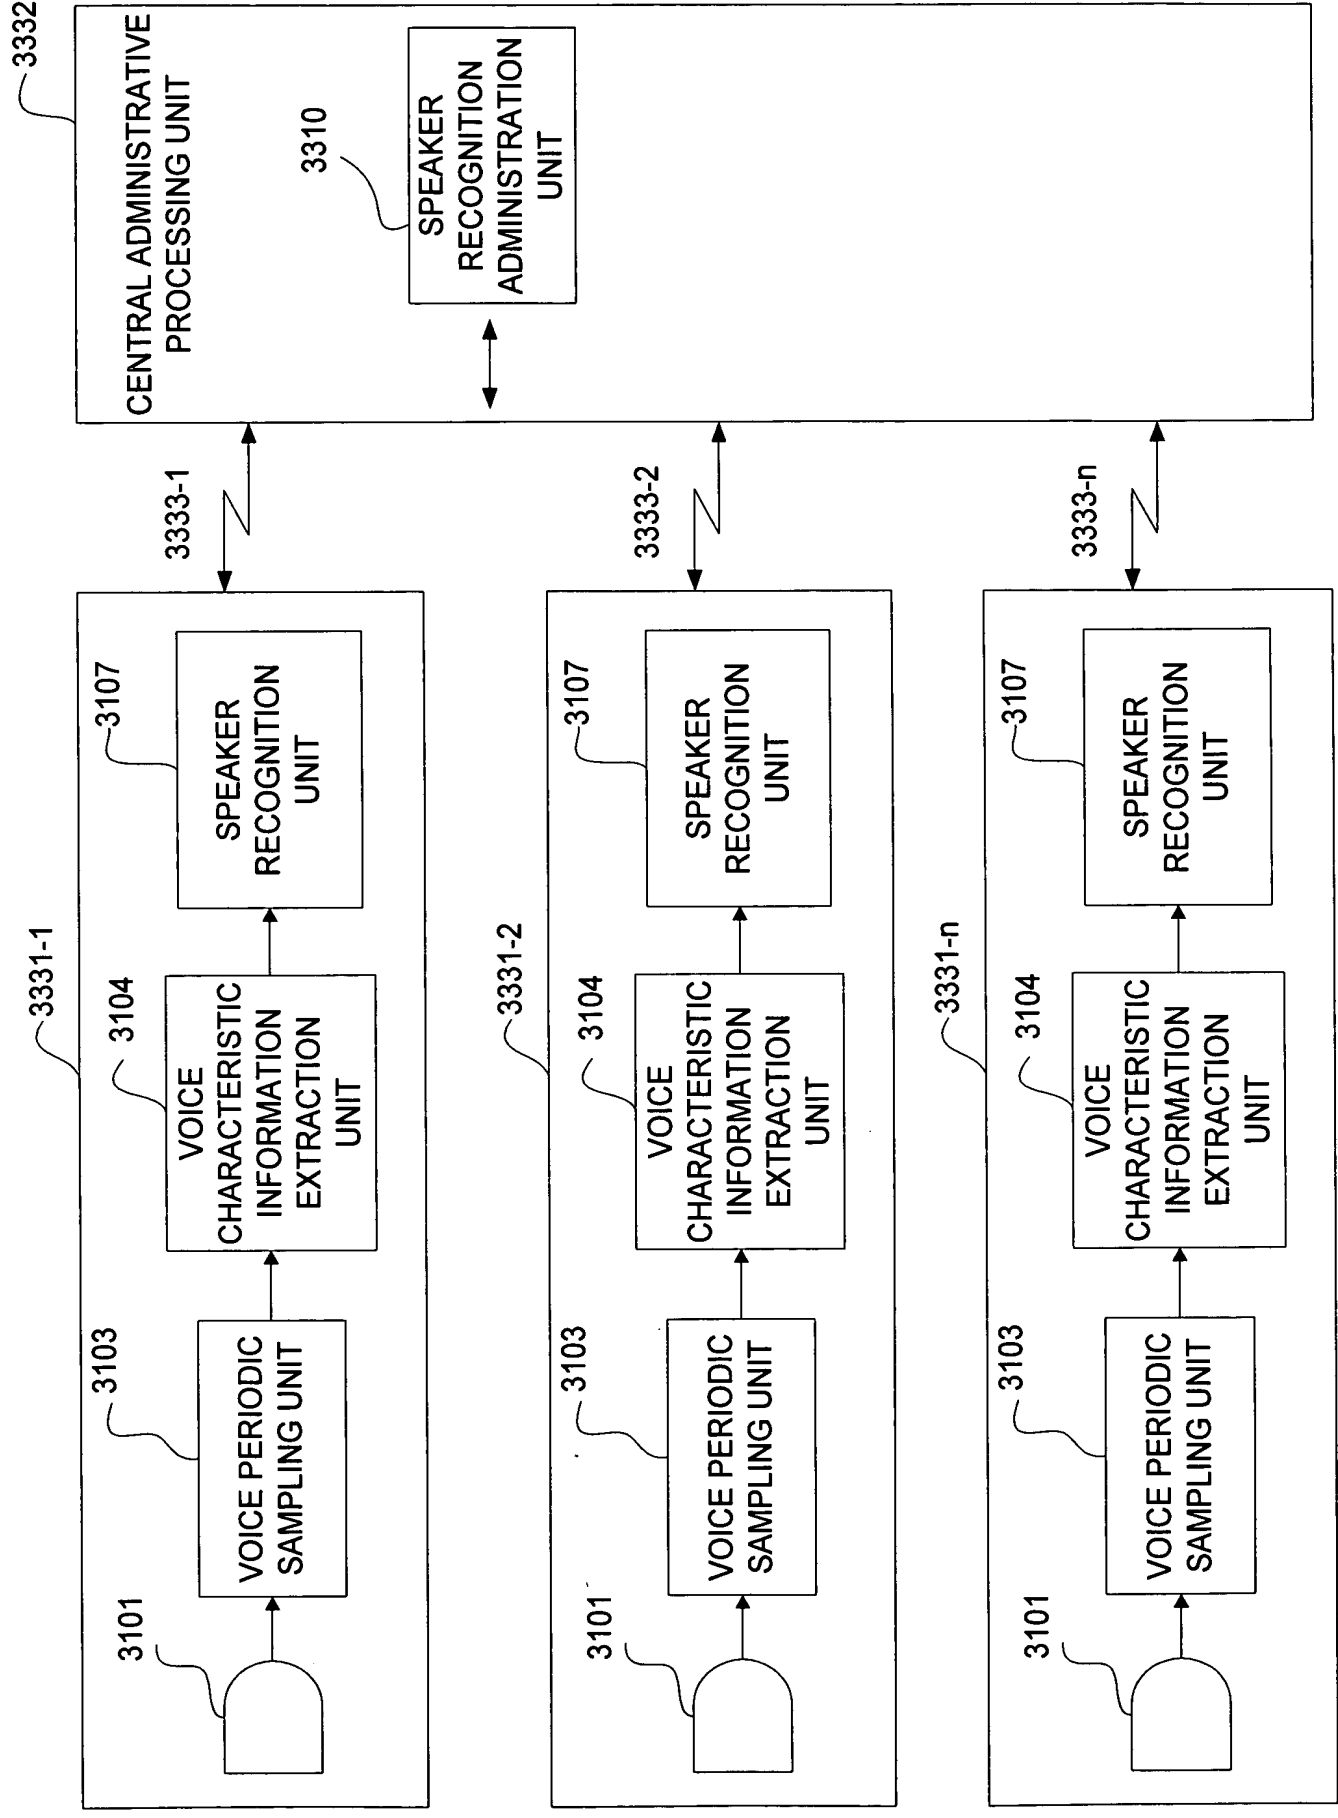 3332
CENTRAL ADMINISTRATIVE
PROCESSING UNIT
3310
SPEAKER
RECOGNITION
ADMINISTRATION
UNIT
3333-1
3333-2
3333-n
3331-1
3101
3103
VOICE PERIODIC
SAMPLING UNIT
3104
VOICE
CHARACTERISTIC
INFORMATION
EXTRACTION
UNIT
3107
SPEAKER
RECOGNITION
UNIT
3331-2
3101
3103
VOICE PERIODIC
SAMPLING UNIT
3104
VOICE
CHARACTERISTIC
INFORMATION
EXTRACTION
UNIT
3107
SPEAKER
RECOGNITION
UNIT
3331-n
3101
3103
VOICE PERIODIC
SAMPLING UNIT
3104
VOICE
CHARACTERISTIC
INFORMATION
EXTRACTION
UNIT
3107
SPEAKER
RECOGNITION
UNIT